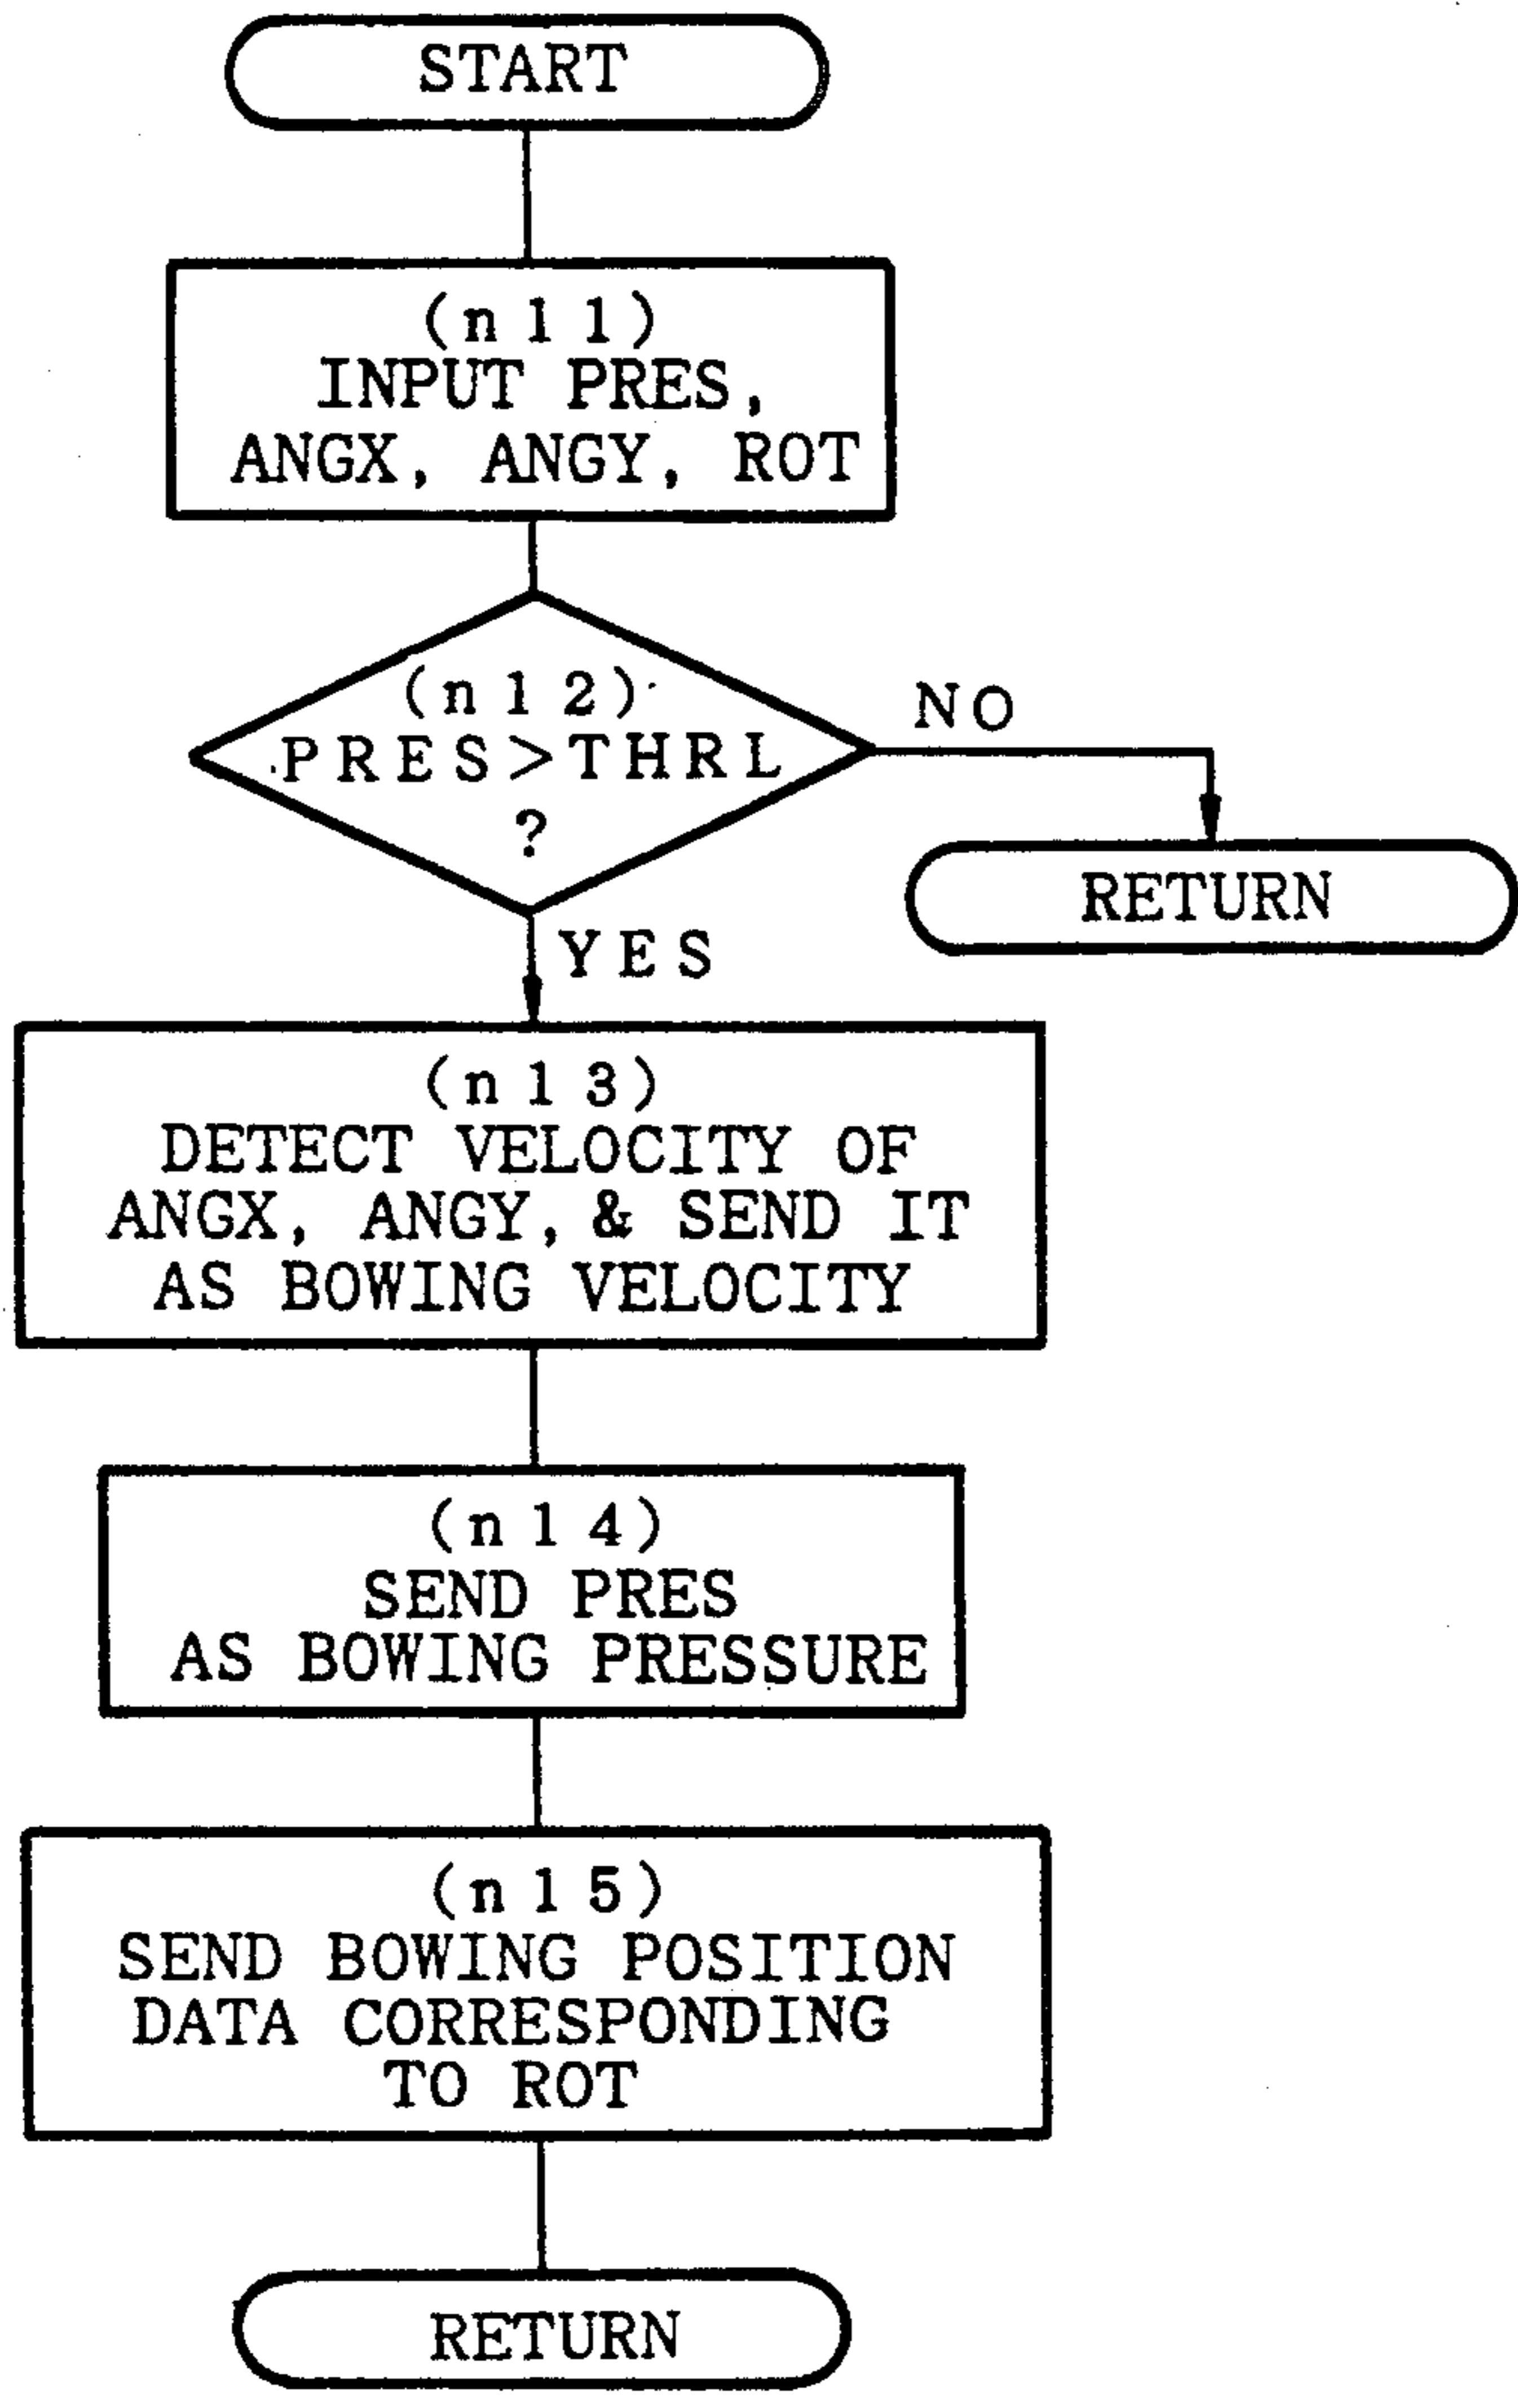 START
(n11)
INPUT PRES,
ANGX, ANGY, ROT
(n12)
PRES>THRL
?
NO
RETURN
YES
(n13)
DETECT VELOCITY OF
ANGX, ANGY, & SEND IT
AS BOWING VELOCITY
(n14)
SEND PRES
AS BOWING PRESSURE
(n15)
SEND BOWING POSITION
DATA CORRESPONDING
TO ROT
RETURN